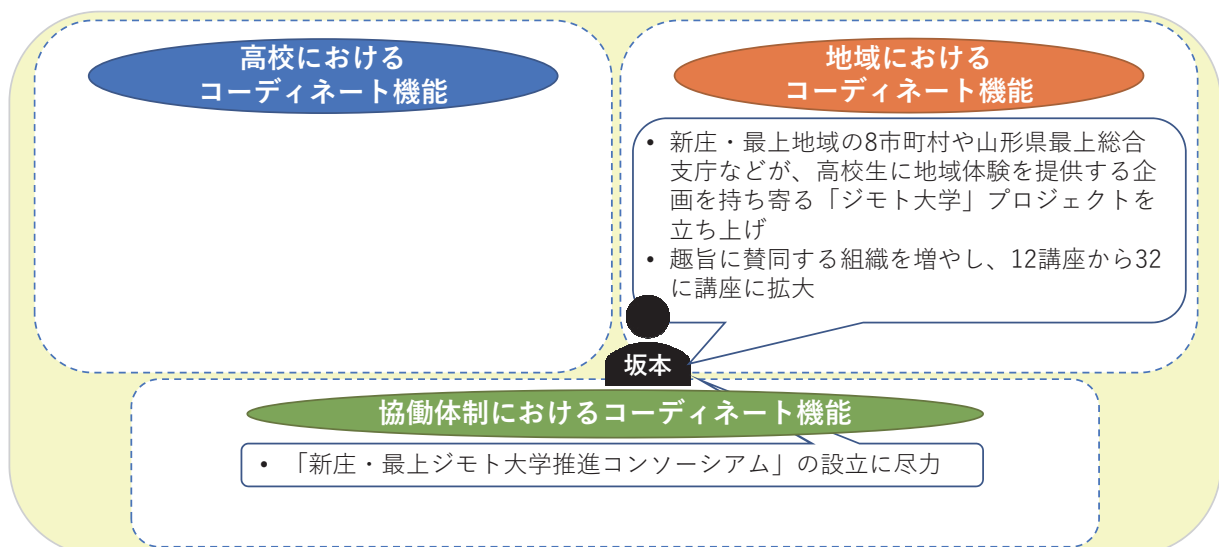 高校における
コーディネート機能
地域における
コーディネート機能
• 新庄・最上地域の8市町村や山形県最上総合
支庁などが、高校生に地域体験を提供する企
画を持ち寄る「ジモト大学」プロジェクトを
立ち上げ
• 趣旨に賛同する組織を増やし、12講座から32
に講座に拡大
坂本
協働体制におけるコーディネート機能
• 「新庄・最上ジモト大学推進コンソーシアム」の設立に尽力